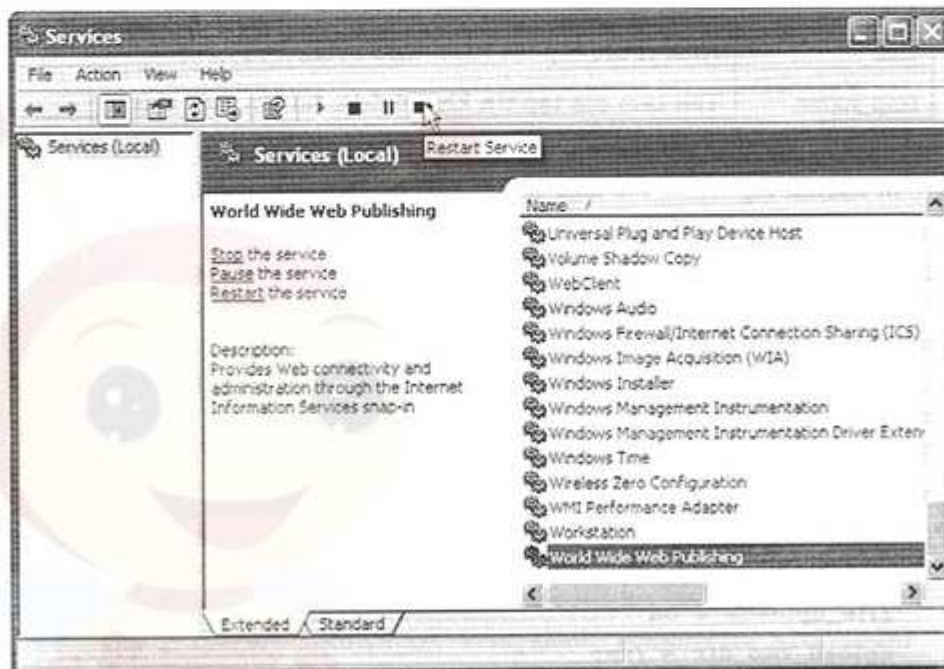 Services
File Action View Help
Restart Service
Services (Local)
Services (Local)
World Wide Web Publishing
Stop the service
Pause the service
Restart the service
Description:
Provides Web connectivity and
administration through the Internet
Information Services snap-in
Name
Universal Plug and Play Device Host
Volume Shadow Copy
WebClient
Windows Audio
Windows Firewall/Internet Connection Sharing (ICS)
Windows Image Acquisition (WIA)
Windows Installer
Windows Management Instrumentation
Windows Management Instrumentation Driver Exten
Windows Time
Wireless Zero Configuration
WMI Performance Adapter
Workstation
World Wide Web Publishing
Extended Standard